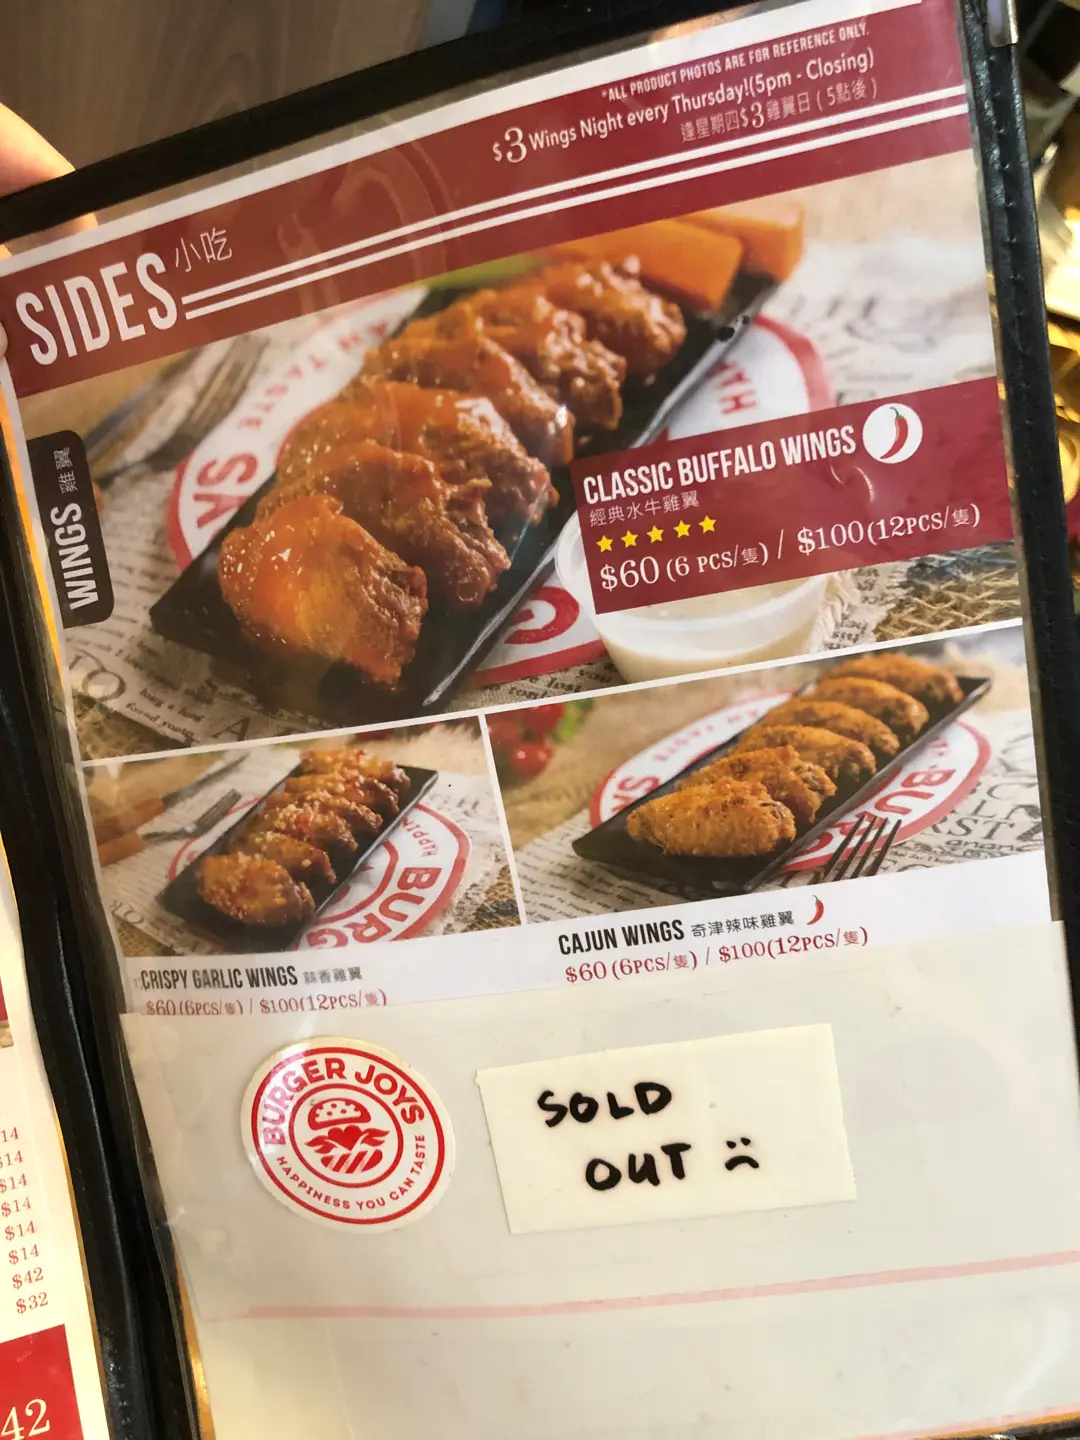 *ALL PRODUCT PHOTOS ARE FOR REFERENCE ONLY.
$3 Wings Night every Thursday!(5pm - Closing)
逢星期四$3雞翼日（5點後）
SIDES 小吃
WINGS 雞翼
CLASSIC BUFFALO WINGS
經典水牛雞翼
$60 (6 PCS/隻) / $100(12PCS/隻)
CRISPY GARLIC WINGS 蒜香雞翼
$60(6PCS/隻) / $100(12PCS/隻)
CAJUN WINGS 奇津辣味雞翼
$60 (6PCS/隻) / $100(12PCS/隻)
BURGER JOYS
HAPPINESS YOU CAN TASTE
SOLD
OUT :(
$14
$14
$14
$14
$14
$42
$32
42